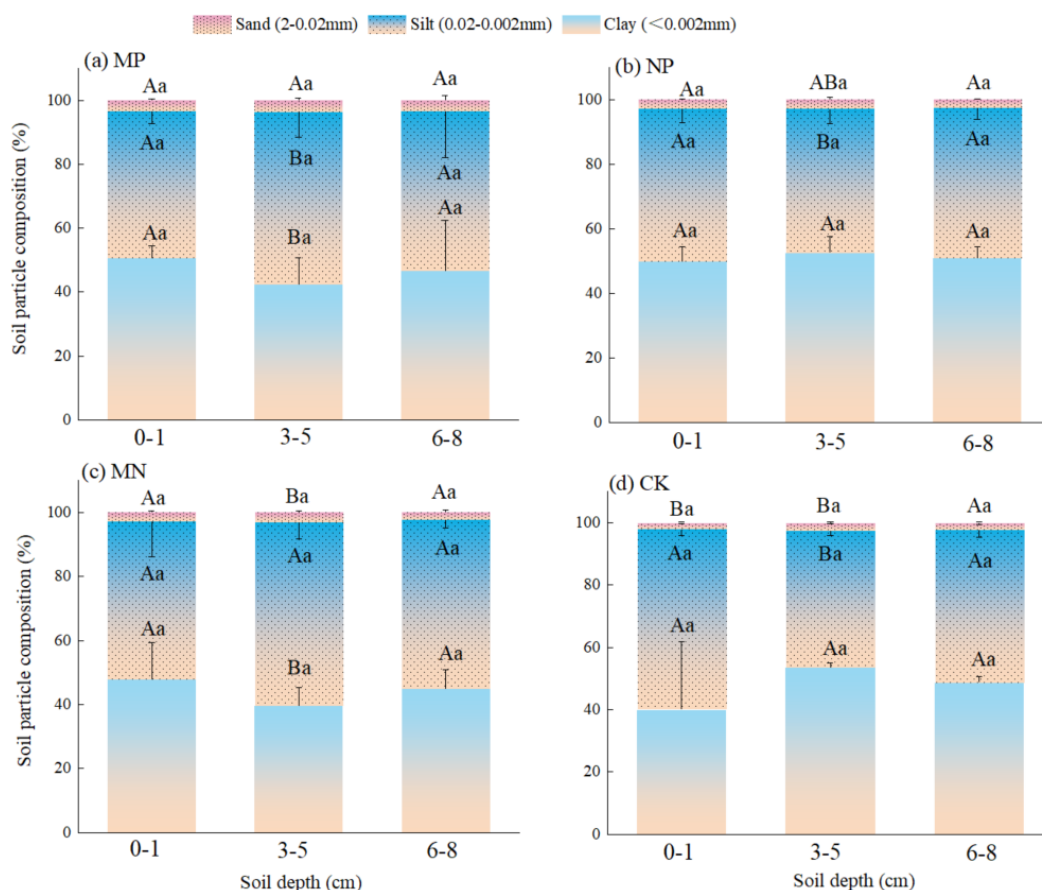 Sand (2-0.02mm) Silt (0.02-0.002mm) Clay (＜0.002mm)
(a) MP
Soil particle composition (%)
100
80
60
40
20
0
Aa Aa Aa
Aa Ba Aa
Aa Ba Aa
0-1 3-5 6-8
(b) NP
100
80
60
40
20
0
Aa ABa Aa
Aa Ba Aa
Aa Aa Aa
0-1 3-5 6-8
(c) MN
Soil particle composition (%)
100
80
60
40
20
0
Aa Ba Aa
Aa Aa Aa
Aa Ba Aa
0-1 3-5 6-8
Soil depth (cm)
(d) CK
100
80
60
40
20
0
Ba Ba Aa
Aa Ba Aa
Aa Aa Aa
0-1 3-5 6-8
Soil depth (cm)